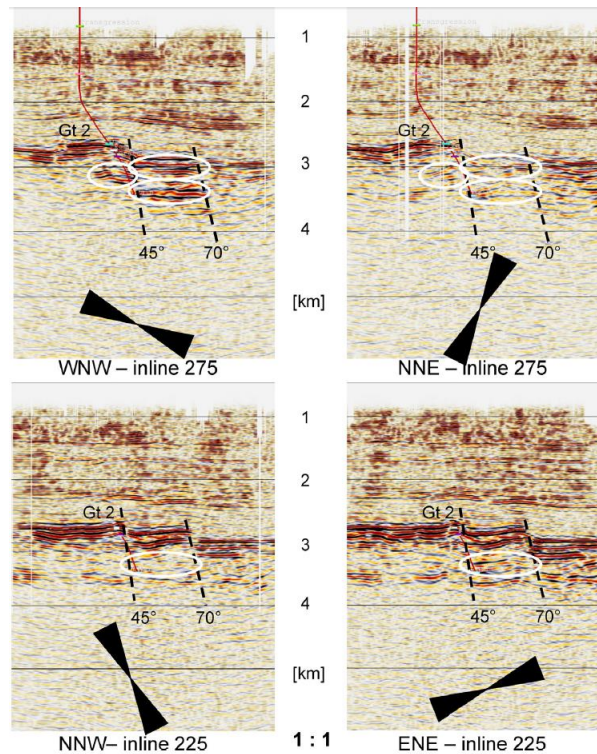 1
2
Gt 2
Gt 2
3
4
45°
70°
45°
70°
[km]
WNW – inline 275
NNE – inline 275
1
2
Gt 2
Gt 2
3
4
45°
70°
45°
70°
[km]
NNW– inline 225
1 : 1
ENE – inline 225